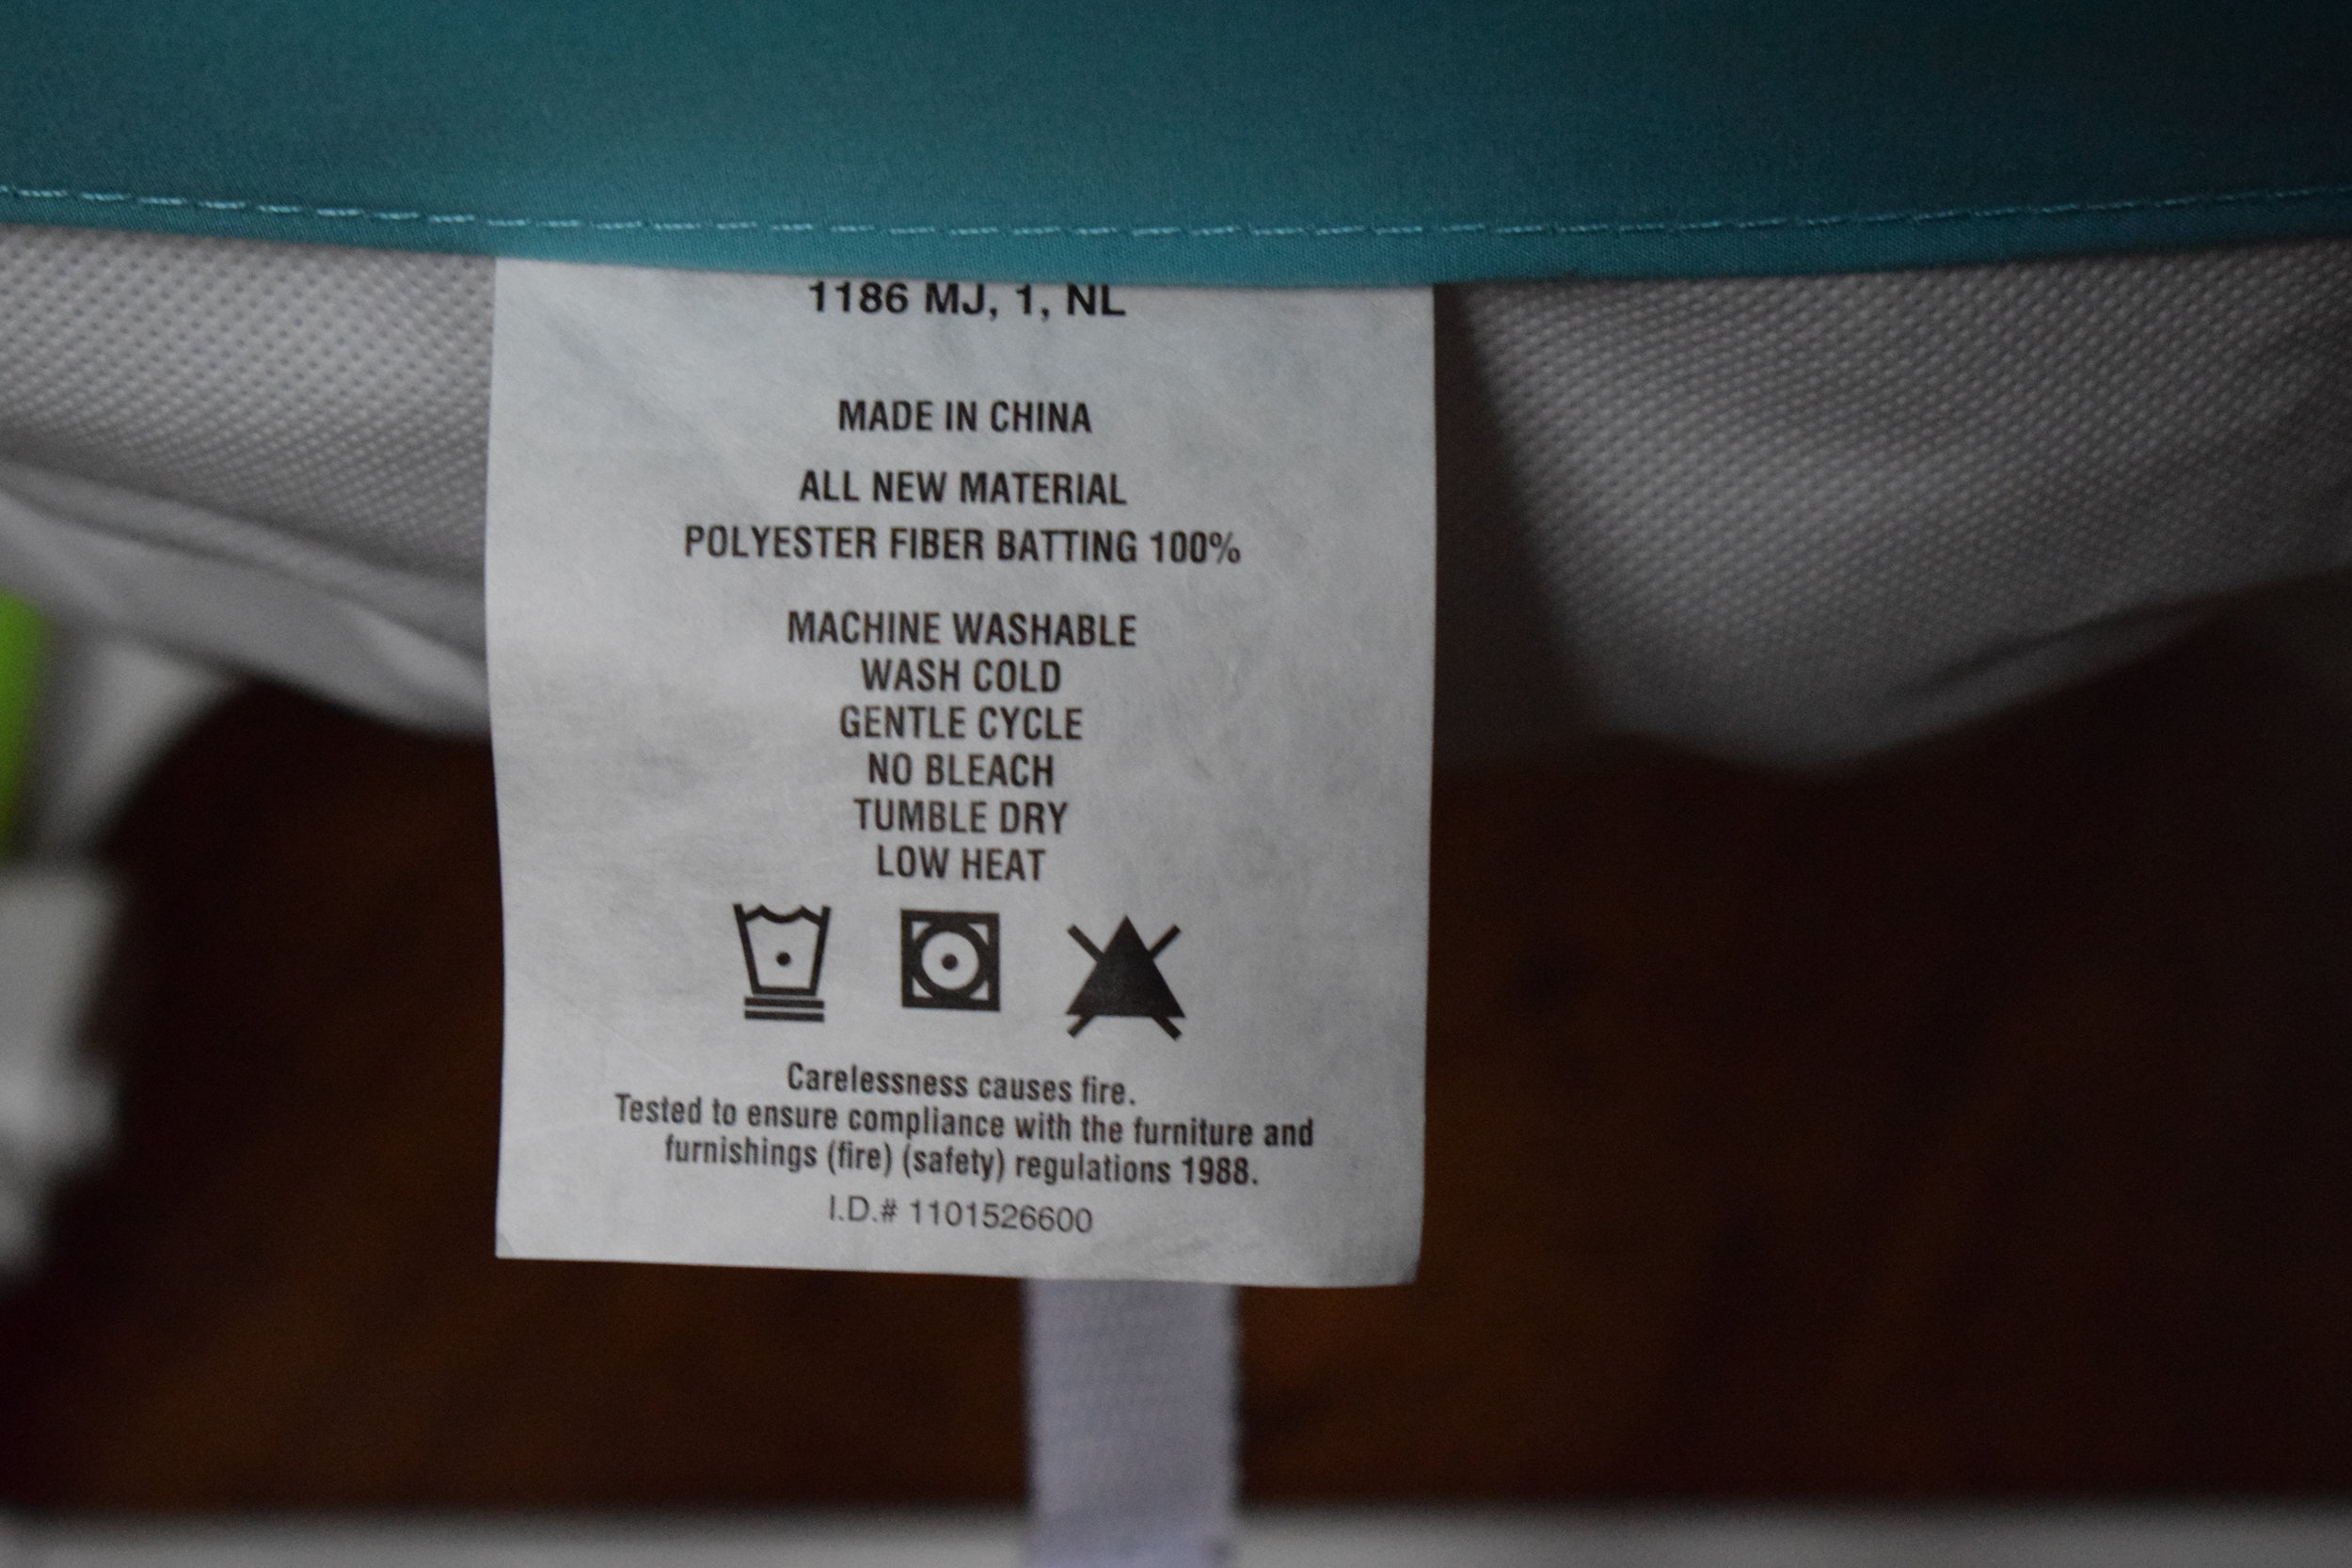 1186 MJ, 1, NL
MADE IN CHINA
ALL NEW MATERIAL
POLYESTER FIBER BATTING 100%
MACHINE WASHABLE
WASH COLD
GENTLE CYCLE
NO BLEACH
TUMBLE DRY
LOW HEAT
Carelessness causes fire.
Tested to ensure compliance with the furniture and
furnishings (fire) (safety) regulations 1988.
I.D.# 1101526600